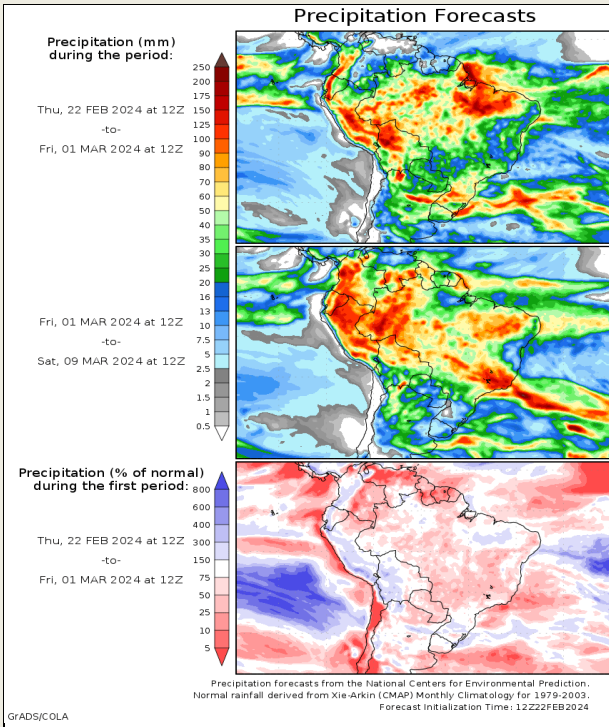 Precipitation Forecasts
Precipitation (mm)
during the period:
Thu, 22 FEB 2024 at 12Z
-to-
Fri, 01 MAR 2024 at 12Z
Fri, 01 MAR 2024 at 12Z
-to-
Sat, 09 MAR 2024 at 12Z
250
200
175
150
125
100
90
80
70
60
50
40
35
30
25
20
16
13
10
7.5
5
2.5
2
1.5
1
0.5
Precipitation (% of normal)
during the first period:
Thu, 22 FEB 2024 at 12Z
-to-
Fri, 01 MAR 2024 at 12Z
800
600
400
300
150
75
50
25
10
5
Precipitation forecasts from the National Centers for Environmental Prediction.
Normal rainfall derived from Xie-Arkin (CMAP) Monthly Climatology for 1979-2003.
Forecast Initialization Time: 12Z22FEB2024
GrADS/COLA